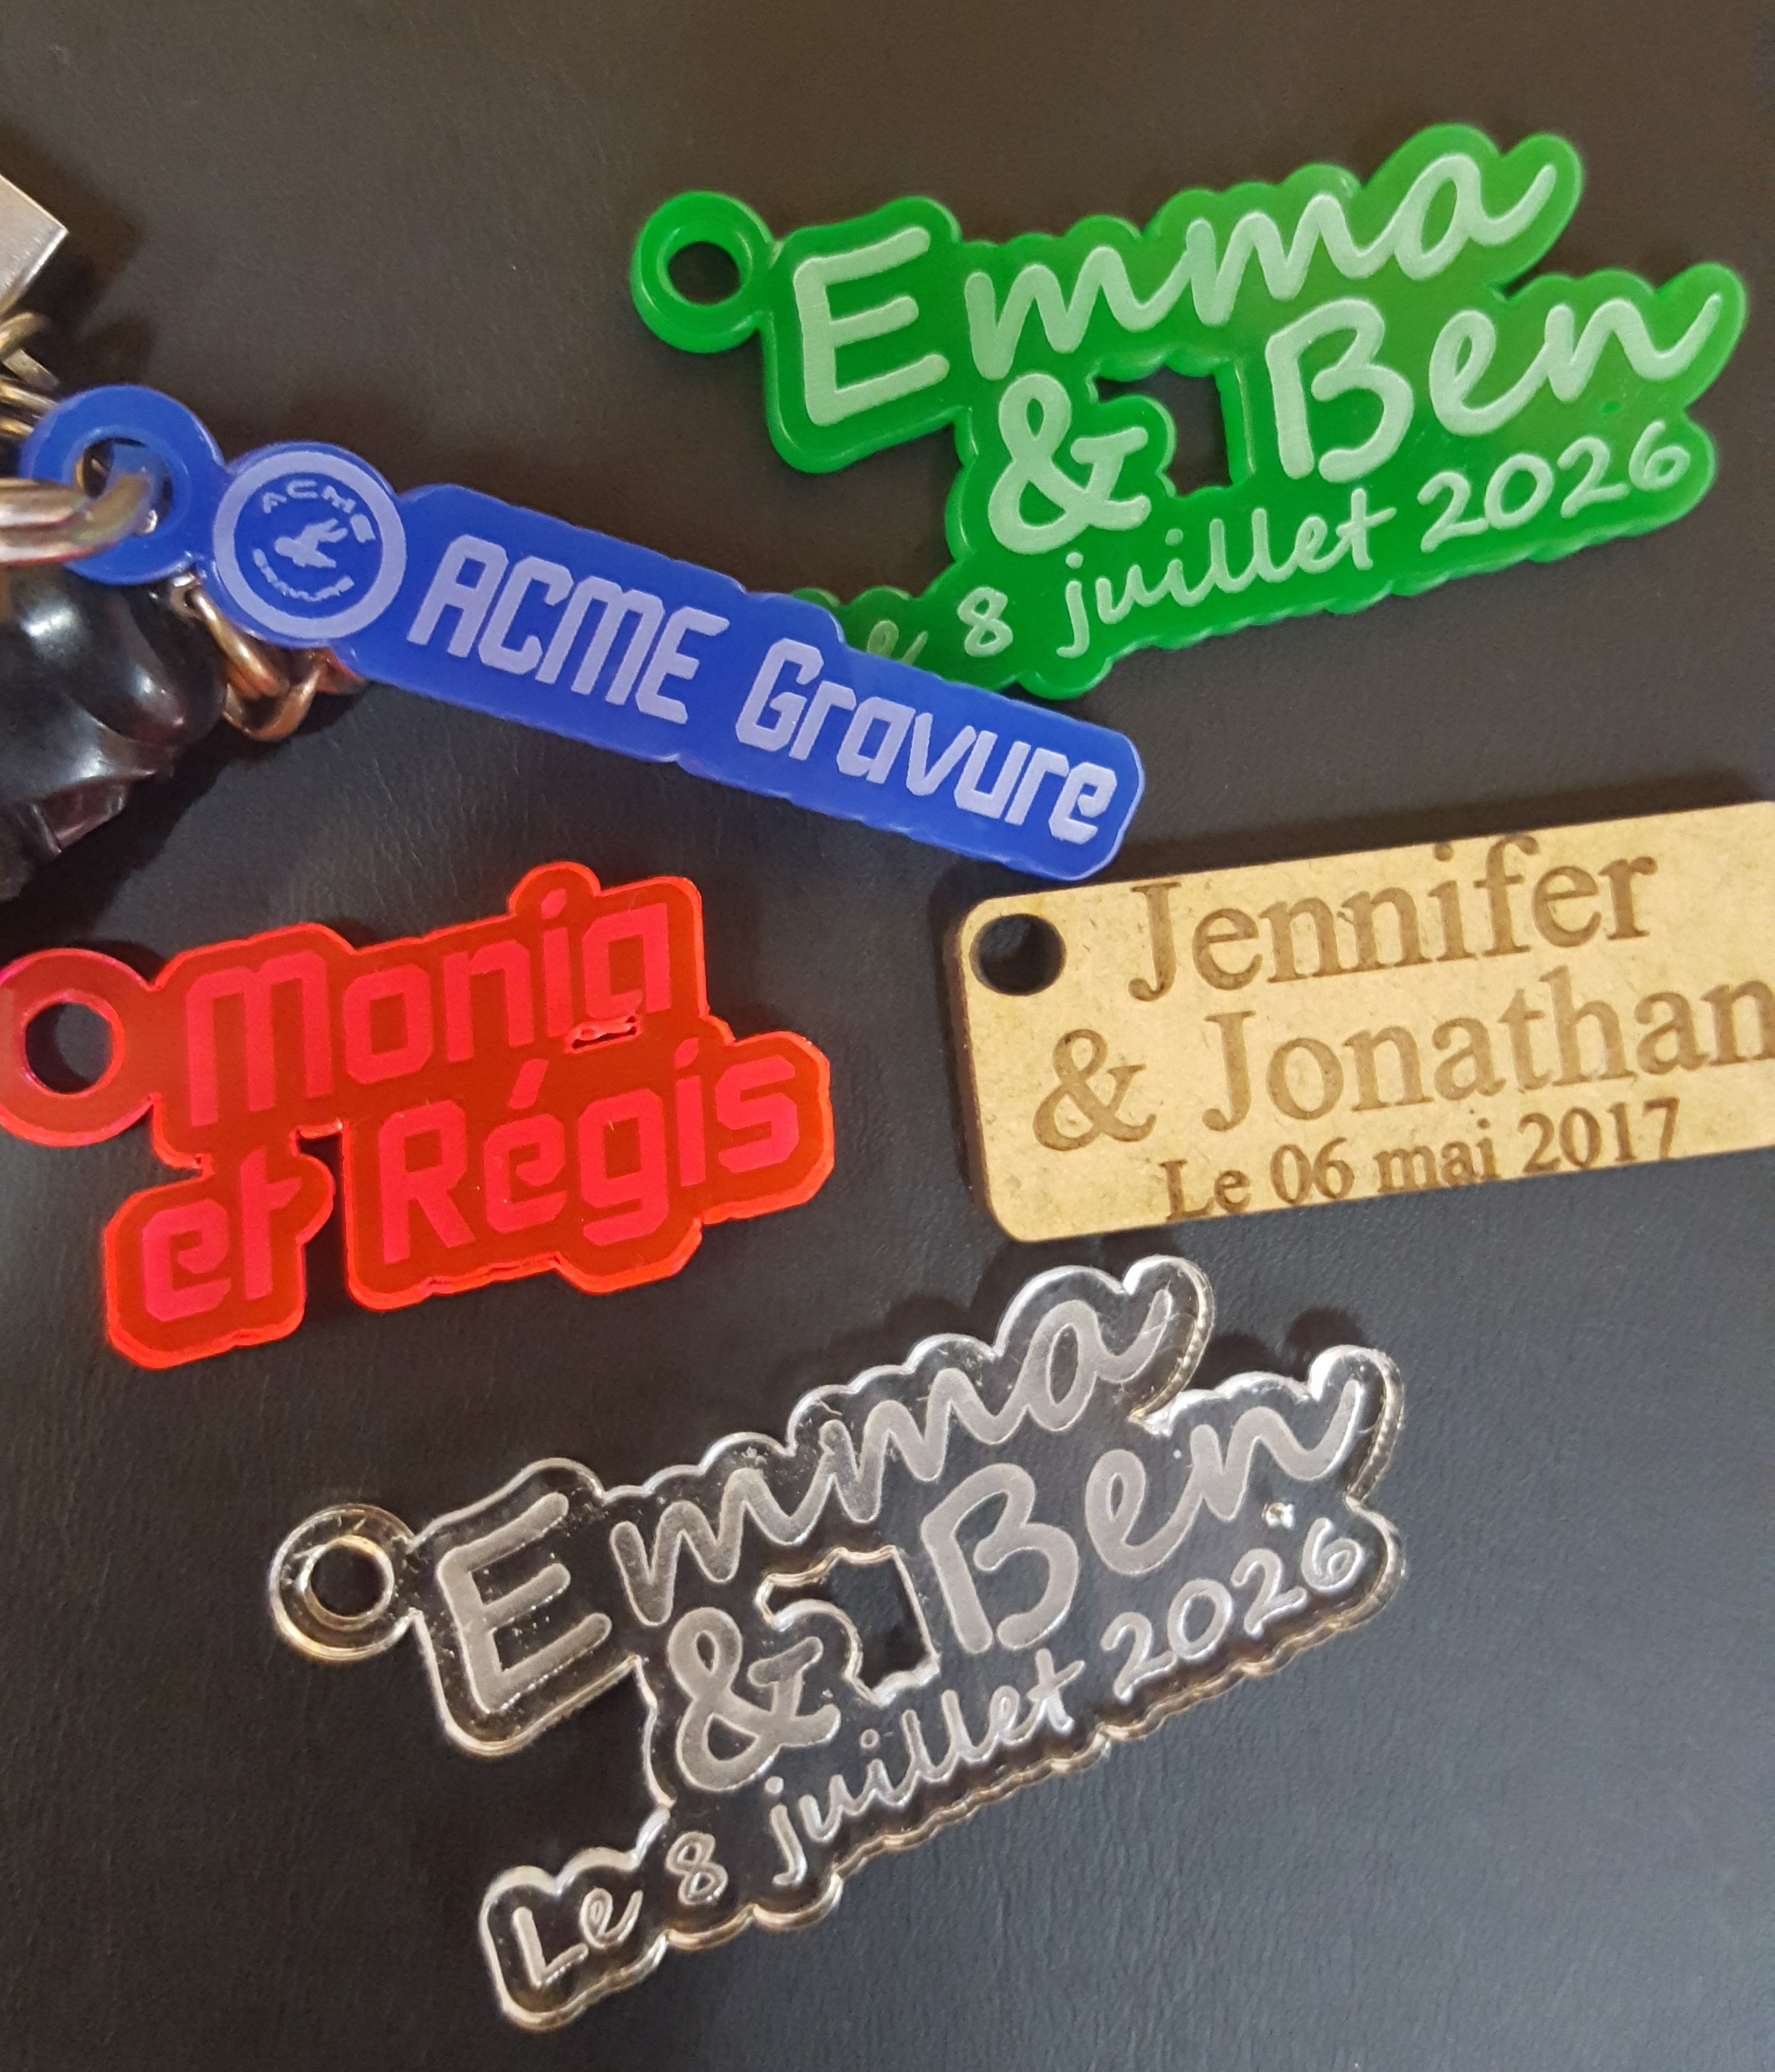 Emma
& Ben
e 8 juillet 2026
ACME
ACME Gravure
Monia
et Régis
Jennifer
& Jonathan
Le 06 mai 2017
Emma
& Ben
Le 8 juillet 2026